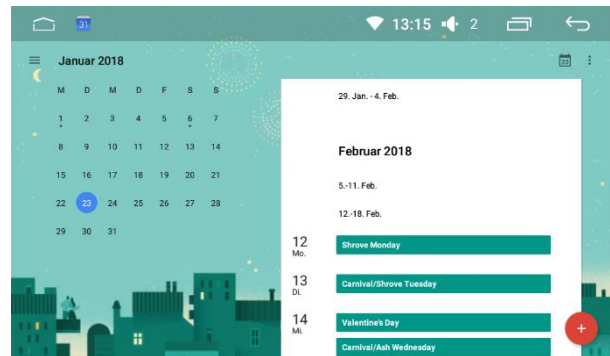 31
13:15
2
Januar 2018
23
M D M D F S S
1 2 3 4 5 6 7
8 9 10 11 12 13 14
15 16 17 18 19 20 21
22 23 24 25 26 27 28
29 30 31
29. Jan. - 4. Feb.
Februar 2018
5.-11. Feb.
12.-18. Feb.
12
Mo.
Shrove Monday
13
Di.
Carnival/Shrove Tuesday
14
Mi.
Valentine's Day
Carnival/Ash Wednesday
+